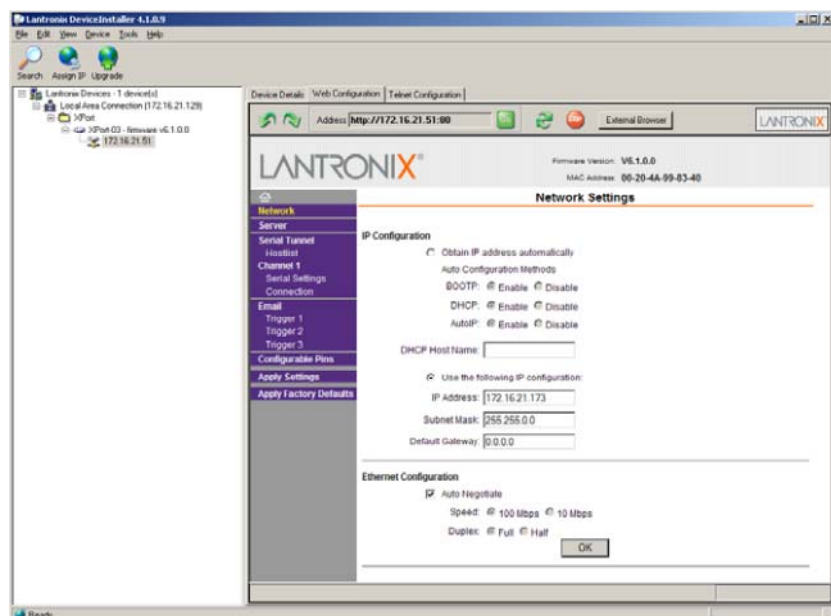 Lantronix DeviceInstaller 4.1.0.9
File Edit View Device Tools Help
Search Assign IP Upgrade
Lantronix Devices - 1 device(s)
Local Area Connection (172.16.21.129)
XPort
XPort-03 - firmware v6.1.0.0
172.16.21.51
Device Details Web Configuration Telnet Configuration
Address http://172.16.21.51:80 External Browser LANTRONIX
LANTRONIX®
Firmware Version: V6.1.0.0
MAC Address: 00-20-4A-99-83-40
Network
Server
Serial Tunnel
Hostlist
Channel 1
Serial Settings
Connection
Email
Trigger 1
Trigger 2
Trigger 3
Configurable Pins
Apply Settings
Apply Factory Defaults
Network Settings
IP Configuration
Obtain IP address automatically
Auto Configuration Methods
BOOTP: Enable Disable
DHCP: Enable Disable
AutoIP: Enable Disable
DHCP Host Name:
Use the following IP configuration:
IP Address: 172.16.21.173
Subnet Mask: 255.255.0.0
Default Gateway: 0.0.0.0
Ethernet Configuration
Auto Negotiate
Speed: 100 Mbps 10 Mbps
Duplex: Full Half
OK
Ready